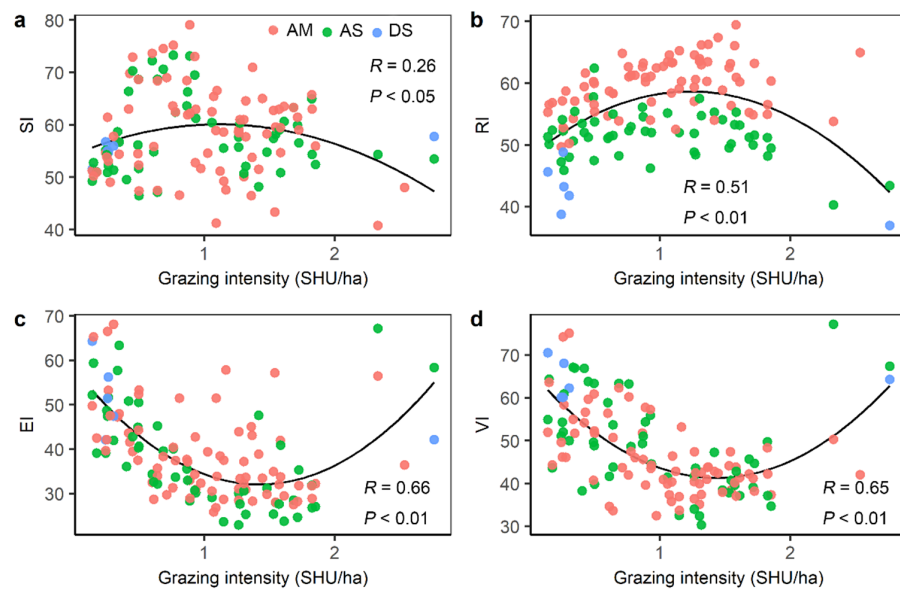 a
AM AS DS
R = 0.26
P < 0.05
SI
80
70
60
50
40
1 2
Grazing intensity (SHU/ha)
b
RI
70
60
50
40
R = 0.51
P < 0.01
1 2
Grazing intensity (SHU/ha)
c
EI
70
60
50
40
30
R = 0.66
P < 0.01
1 2
Grazing intensity (SHU/ha)
d
VI
70
60
50
40
30
R = 0.65
P < 0.01
1 2
Grazing intensity (SHU/ha)